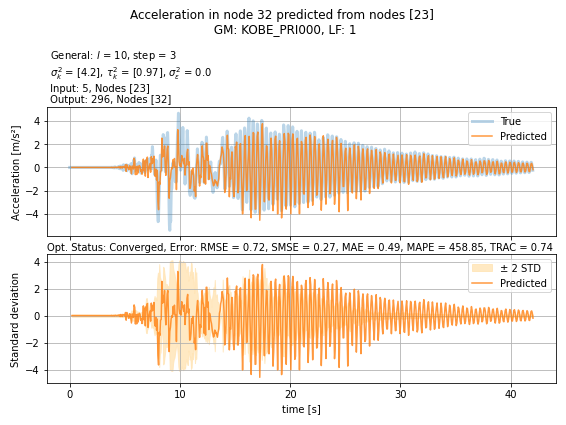 Acceleration in node 32 predicted from nodes [23]
GM: KOBE_PRI000, LF: 1
General: l = 10, step = 3
σ²ₖ = [4.2], τ²ₖ = [0.97], σ²ε = 0.0
Input: 5, Nodes [23]
Output: 296, Nodes [32]
Acceleration [m/s²]
4
2
0
−2
−4
True
Predicted
Opt. Status: Converged, Error: RMSE = 0.72, SMSE = 0.27, MAE = 0.49, MAPE = 458.85, TRAC = 0.74
Standard deviation
4
2
0
−2
−4
± 2 STD
Predicted
0 10 20 30 40
time [s]